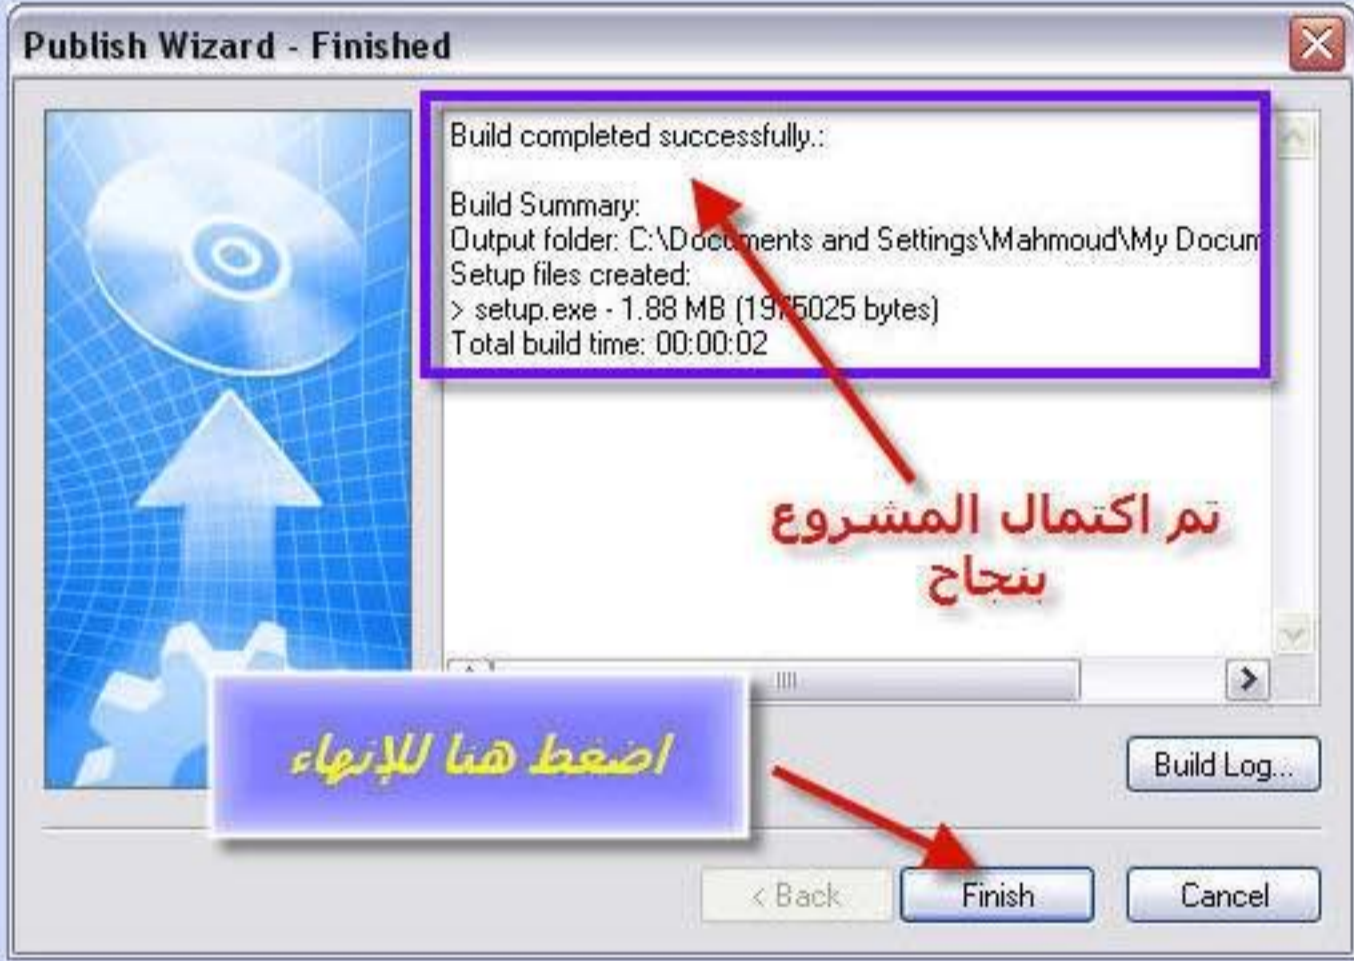 Publish Wizard - Finished
Build completed successfully.:
Build Summary:
Output folder: C:\Documents and Settings\Mahmoud\My Docum
Setup files created:
> setup.exe - 1.88 MB (1975025 bytes)
Total build time: 00:00:02
تم اكتمال المشروع
بنجاح
اضغط هنا للإنهاء
Build Log...
< Back
Finish
Cancel